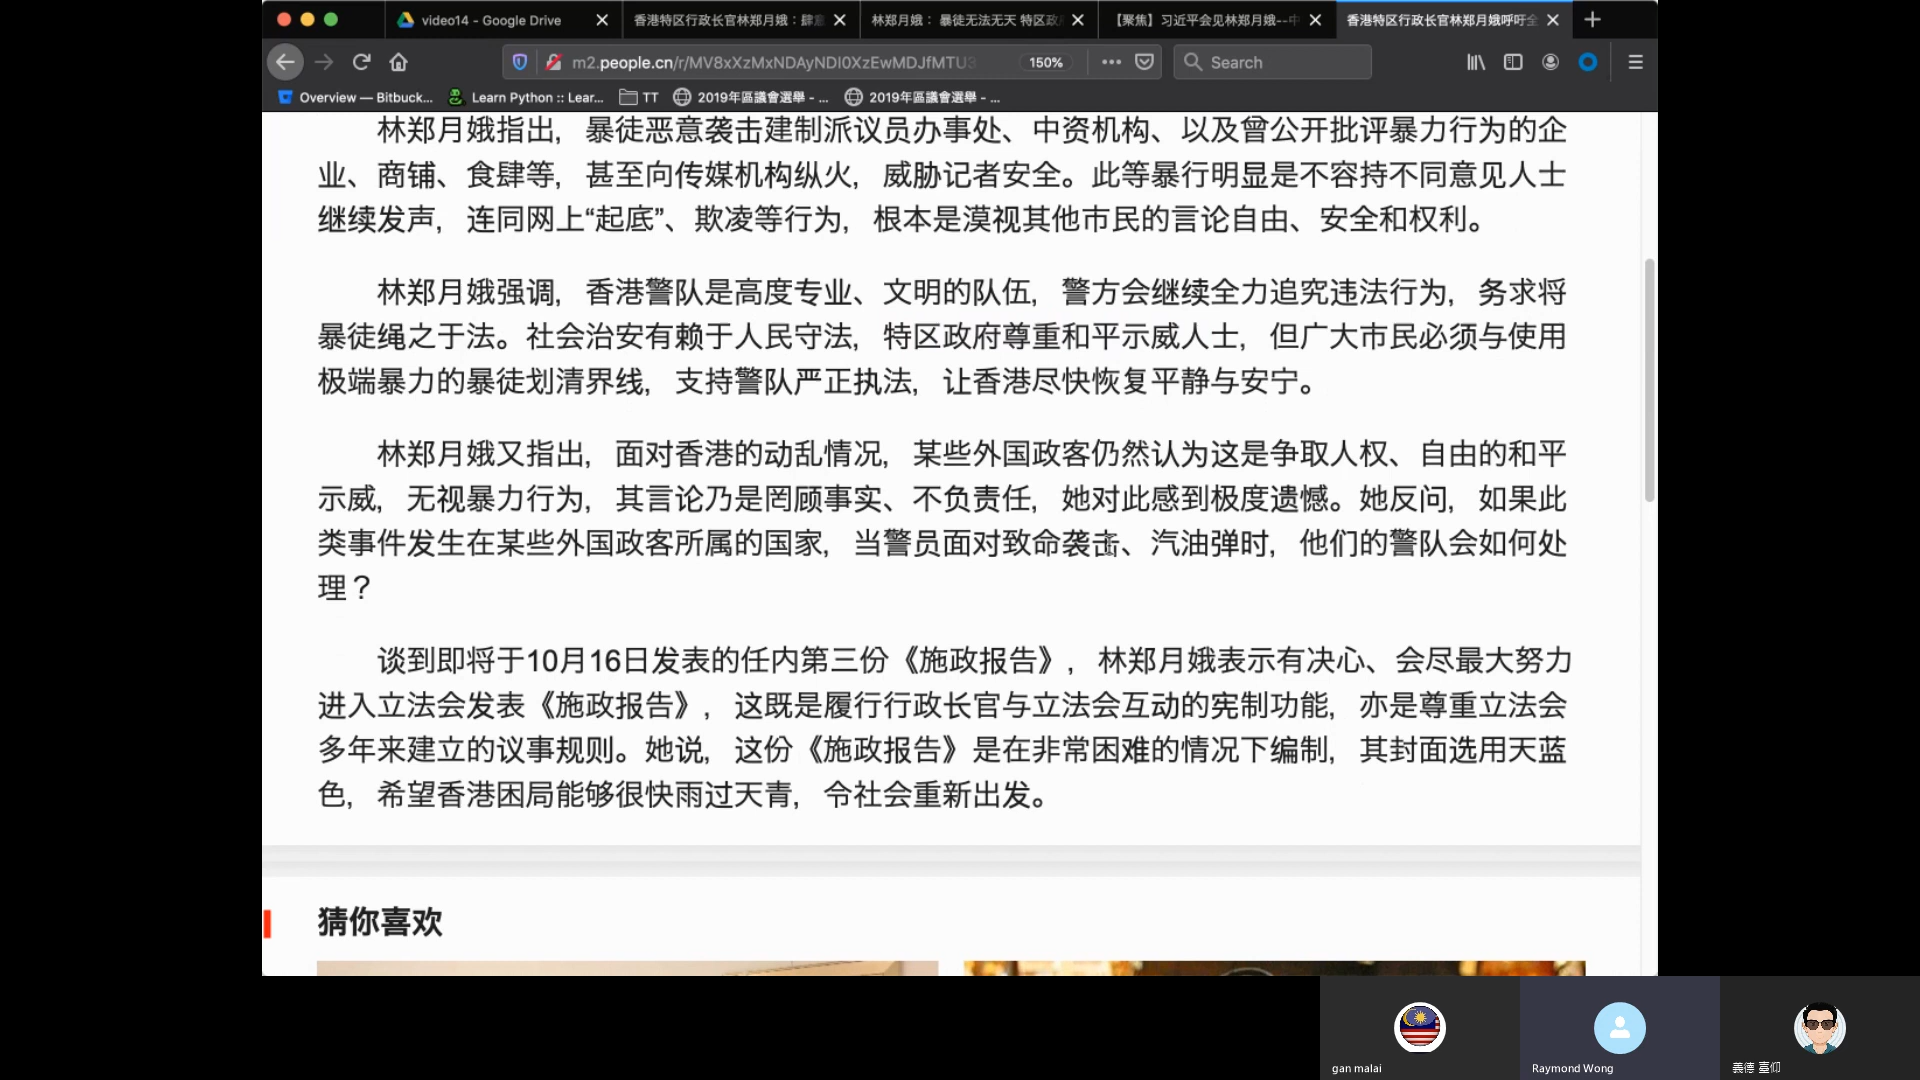 video14 - Google Drive
香港特区行政长官林郑月娥：肆意
林郑月娥： 暴徒无法无天 特区政府
【聚焦】习近平会见林郑月娥--中
香港特区行政长官林郑月娥呼吁全
m2.people.cn/r/MV8xXzMxNDAyNDI0XzEwMDJfMTU3
150%
Search
Overview — Bitbuck...
Learn Python :: Lear...
TT
2019年區議會選舉 - ...
2019年區議會選舉 - ...
林郑月娥指出，暴徒恶意袭击建制派议员办事处、中资机构、以及曾公开批评暴力行为的企
业、商铺、食肆等，甚至向传媒机构纵火，威胁记者安全。此等暴行明显是不容持不同意见人士
继续发声，连同网上“起底”、欺凌等行为，根本是漠视其他市民的言论自由、安全和权利。
林郑月娥强调，香港警队是高度专业、文明的队伍，警方会继续全力追究违法行为，务求将
暴徒绳之于法。社会治安有赖于人民守法，特区政府尊重和平示威人士，但广大市民必须与使用
极端暴力的暴徒划清界线，支持警队严正执法，让香港尽快恢复平静与安宁。
林郑月娥又指出，面对香港的动乱情况，某些外国政客仍然认为这是争取人权、自由的和平
示威，无视暴力行为，其言论乃是罔顾事实、不负责任，她对此感到极度遗憾。她反问，如果此
类事件发生在某些外国政客所属的国家，当警员面对致命袭击、汽油弹时，他们的警队会如何处
理？
谈到即将于10月16日发表的任内第三份《施政报告》，林郑月娥表示有决心、会尽最大努力
进入立法会发表《施政报告》，这既是履行行政长官与立法会互动的宪制功能，亦是尊重立法会
多年来建立的议事规则。她说，这份《施政报告》是在非常困难的情况下编制，其封面选用天蓝
色，希望香港困局能够很快雨过天青，令社会重新出发。
猜你喜欢
gan malai
Raymond Wong
義德 臺仰